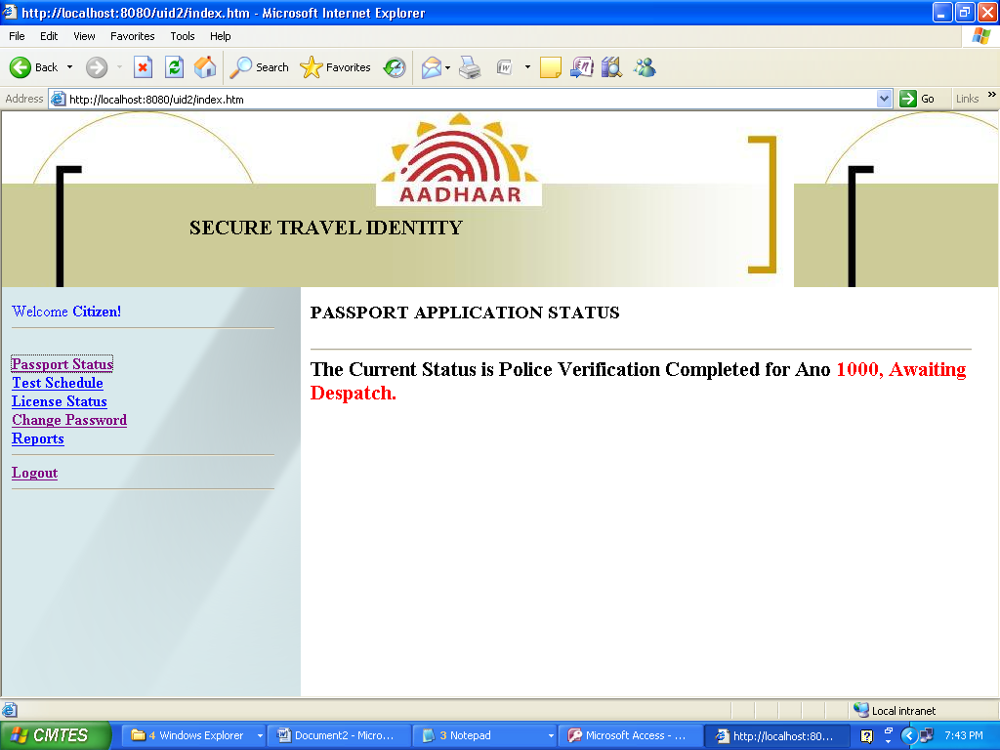 http://localhost:8080/uid2/index.htm - Microsoft Internet Explorer
File Edit View Favorites Tools Help
Back Search Favorites
Address http://localhost:8080/uid2/index.htm Go Links »
AADHAAR
SECURE TRAVEL IDENTITY
Welcome Citizen!
Passport Status
Test Schedule
License Status
Change Password
Reports
Logout
PASSPORT APPLICATION STATUS
The Current Status is Police Verification Completed for Ano 1000, Awaiting
Despatch.
Local intranet
CMTES 4 Windows Explorer Document2 - Micro... 3 Notepad Microsoft Access - ... http://localhost:80... 7:43 PM